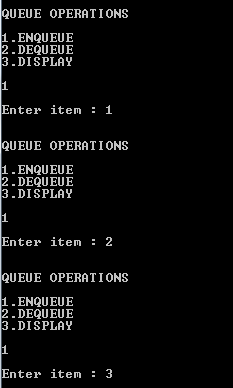 QUEUE OPERATIONS
1.ENQUEUE
2.DEQUEUE
3.DISPLAY
1
Enter item : 1
QUEUE OPERATIONS
1.ENQUEUE
2.DEQUEUE
3.DISPLAY
1
Enter item : 2
QUEUE OPERATIONS
1.ENQUEUE
2.DEQUEUE
3.DISPLAY
1
Enter item : 3